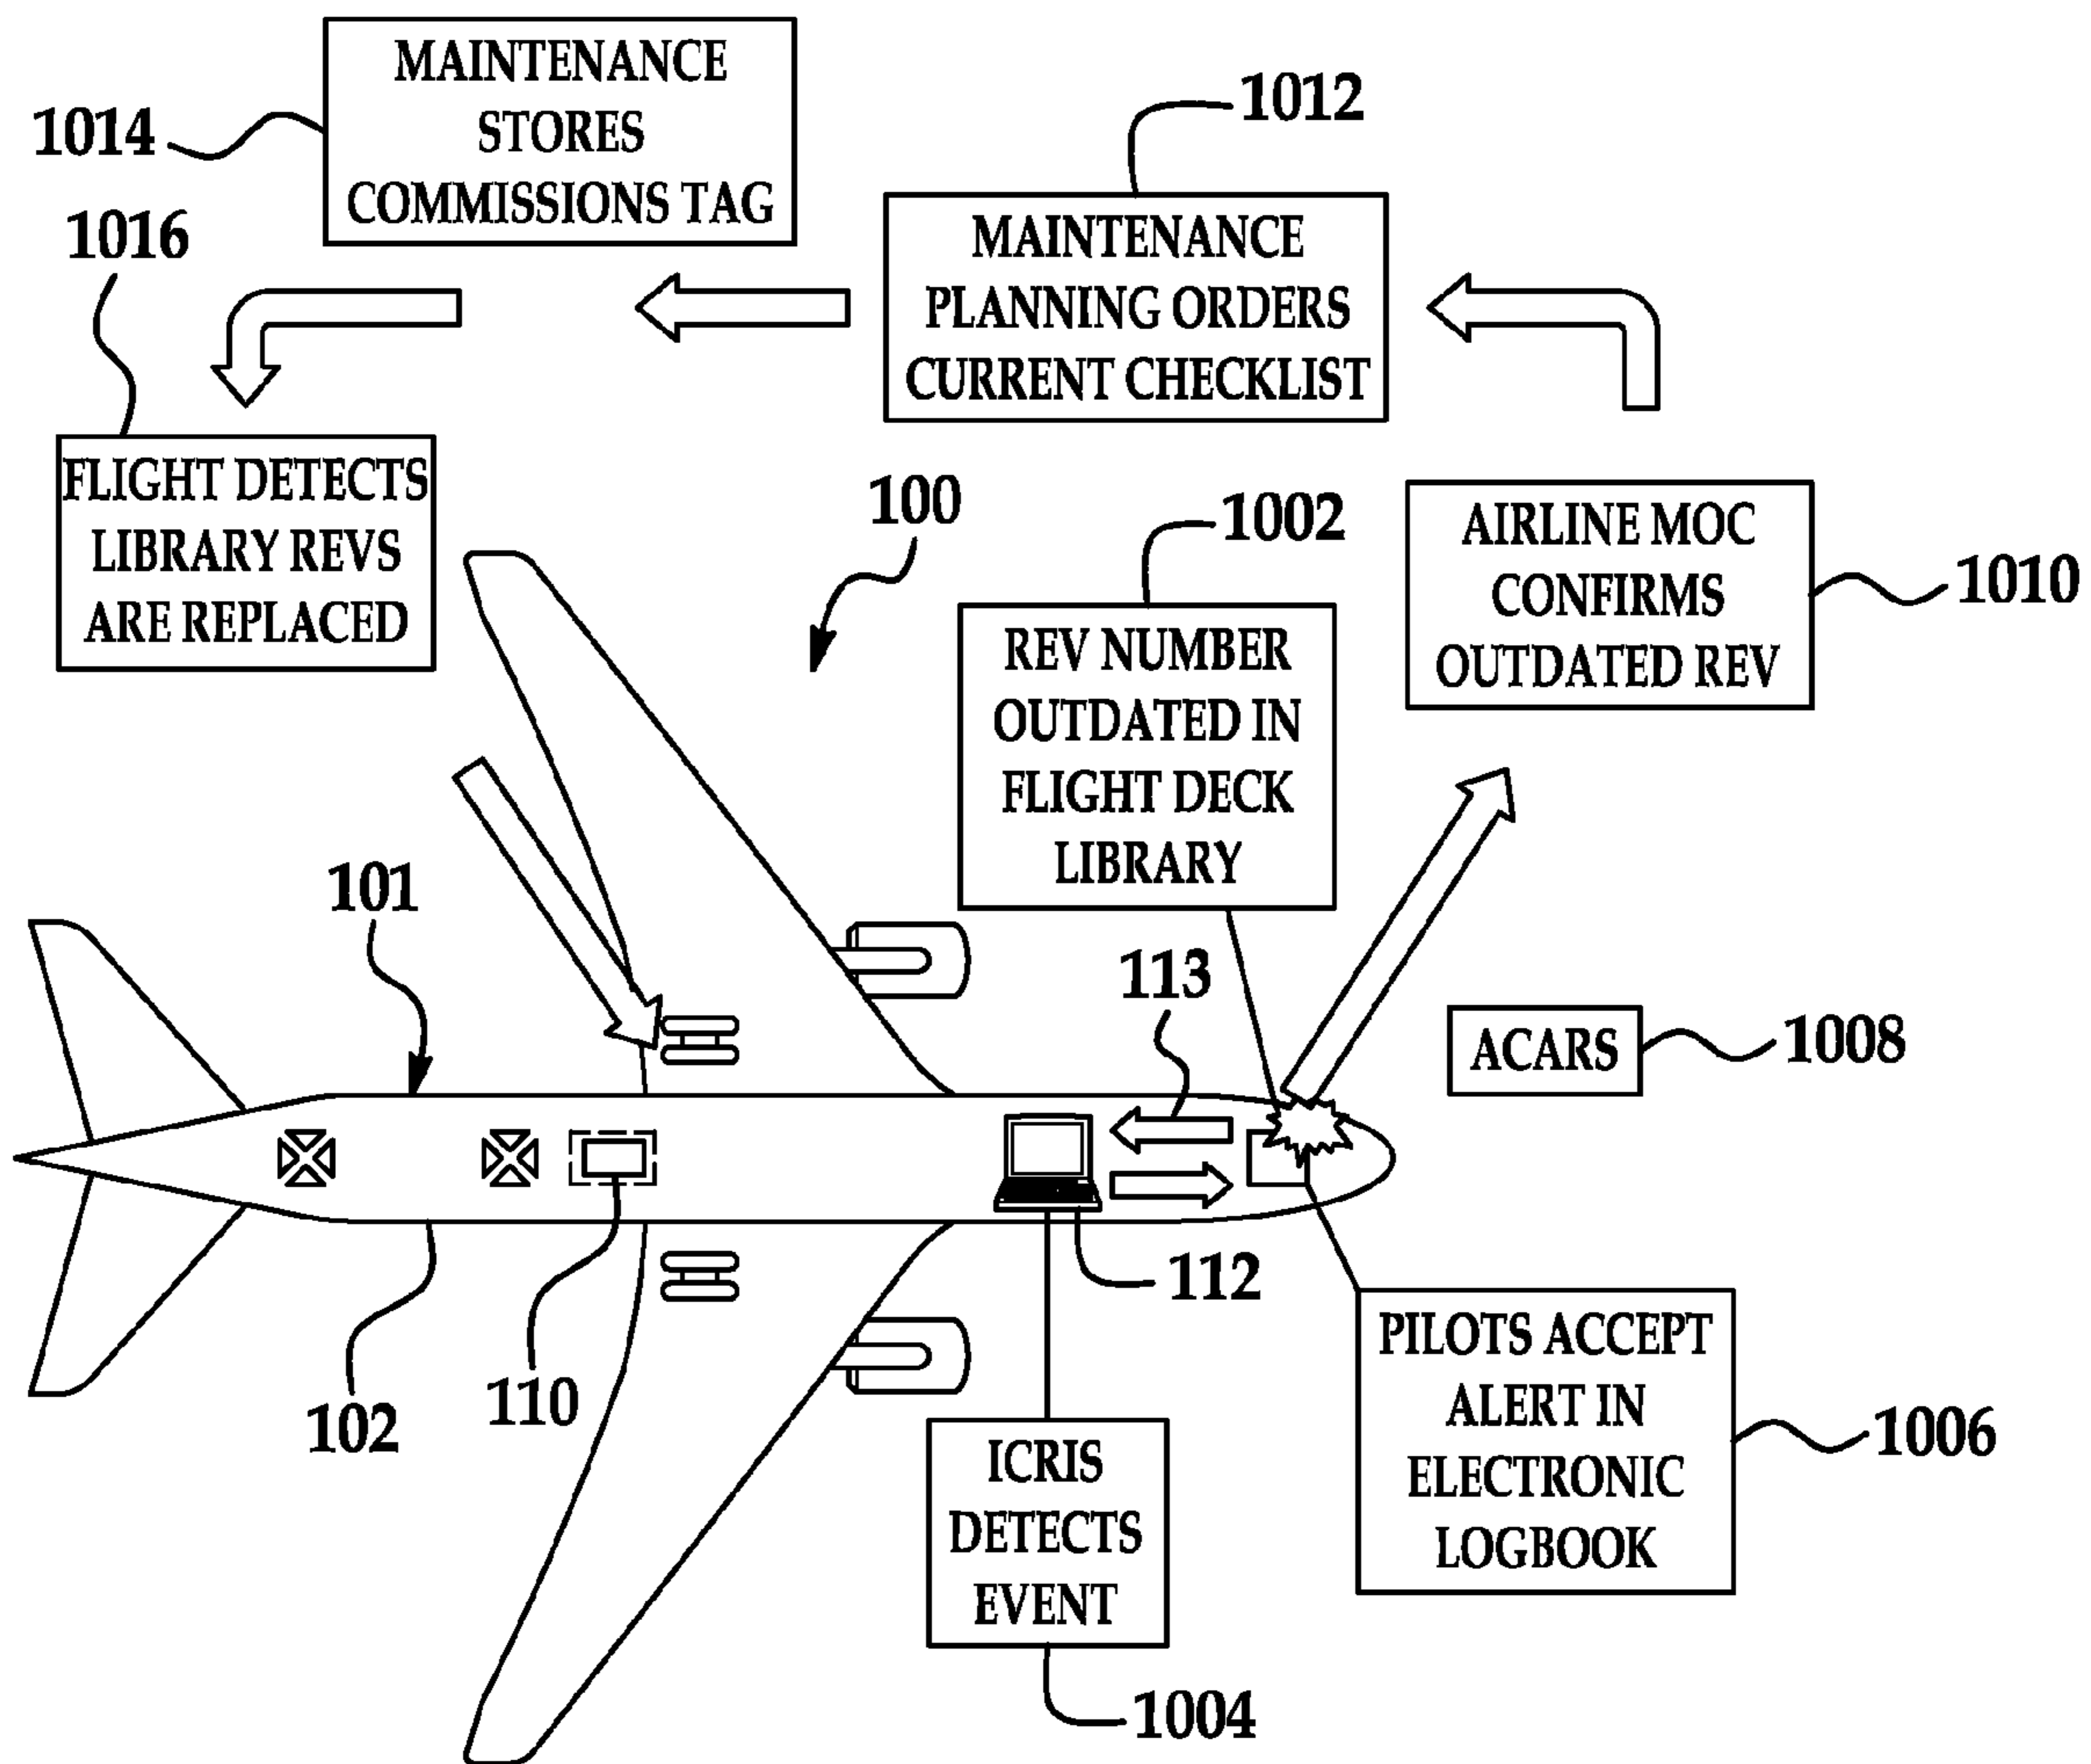 MAINTENANCE
STORES
COMMISSIONS TAG
1014
1012
MAINTENANCE
PLANNING ORDERS
CURRENT CHECKLIST
1016
FLIGHT DETECTS
LIBRARY REVS
ARE REPLACED
100
1002
REV NUMBER
OUTDATED IN
FLIGHT DECK
LIBRARY
AIRLINE MOC
CONFIRMS
OUTDATED REV
1010
101
113
ACARS
1008
102
110
112
PILOTS ACCEPT
ALERT IN
ELECTRONIC
LOGBOOK
1006
ICRIS
DETECTS
EVENT
1004